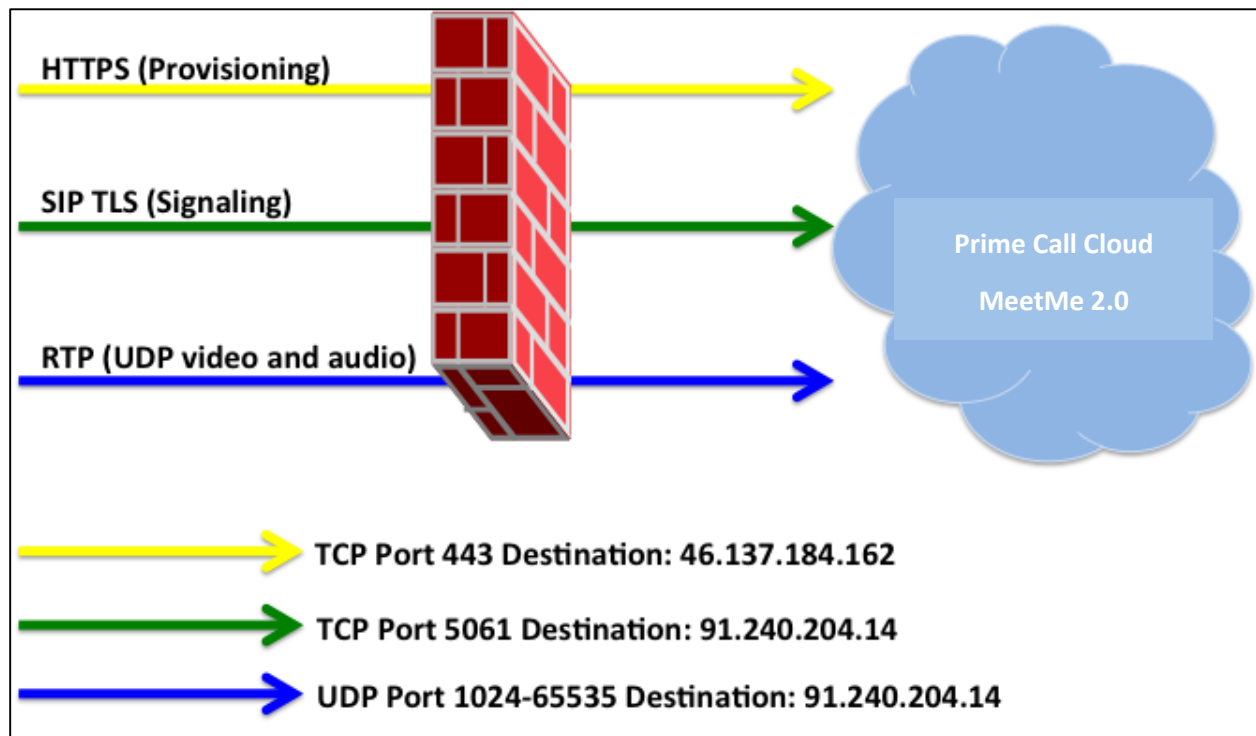 HTTPS (Provisioning)
SIP TLS (Signaling)
Prime Call Cloud
MeetMe 2.0
RTP (UDP video and audio)
TCP Port 443 Destination: 46.137.184.162
TCP Port 5061 Destination: 91.240.204.14
UDP Port 1024-65535 Destination: 91.240.204.14